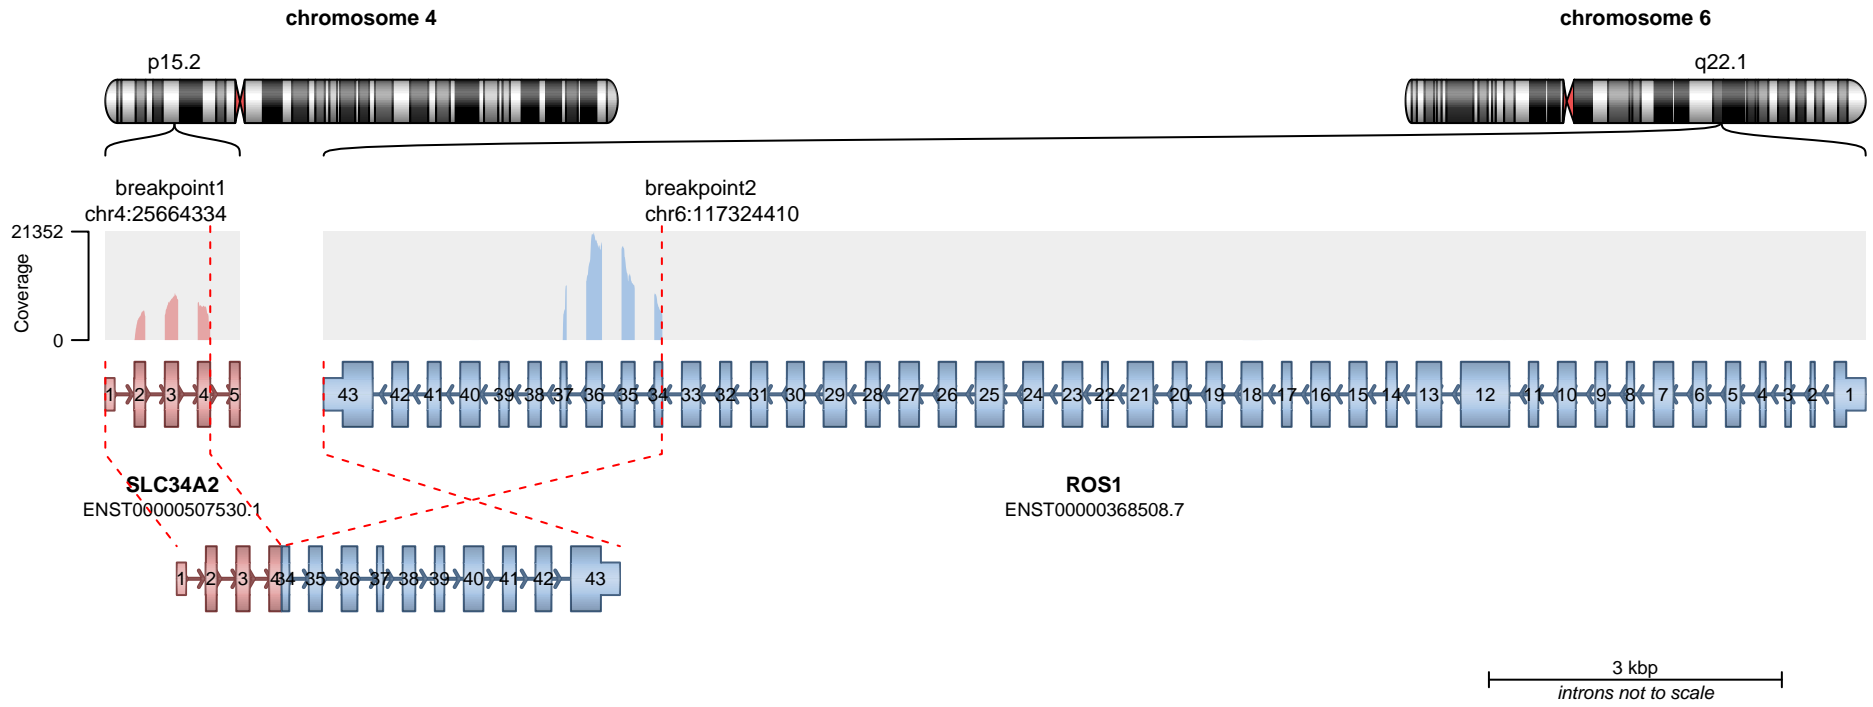 chromosome 4
chromosome 6
p15.2
q22.1
breakpoint1
chr4:25664334
breakpoint2
chr6:117324410
21352
Coverage
0
1 2 3 4 5
43 42 41 40 39 38 37 36 35 34 33 32 31 30 29 28 27 26 25 24 23 22 21 20 19 18 17 16 15 14 13 12 11 10 9 8 7 6 5 4 3 2 1
SLC34A2
ENST00000507530.1
ROS1
ENST00000368508.7
1 2 3 4 34 35 36 37 38 39 40 41 42 43
3 kbp
introns not to scale